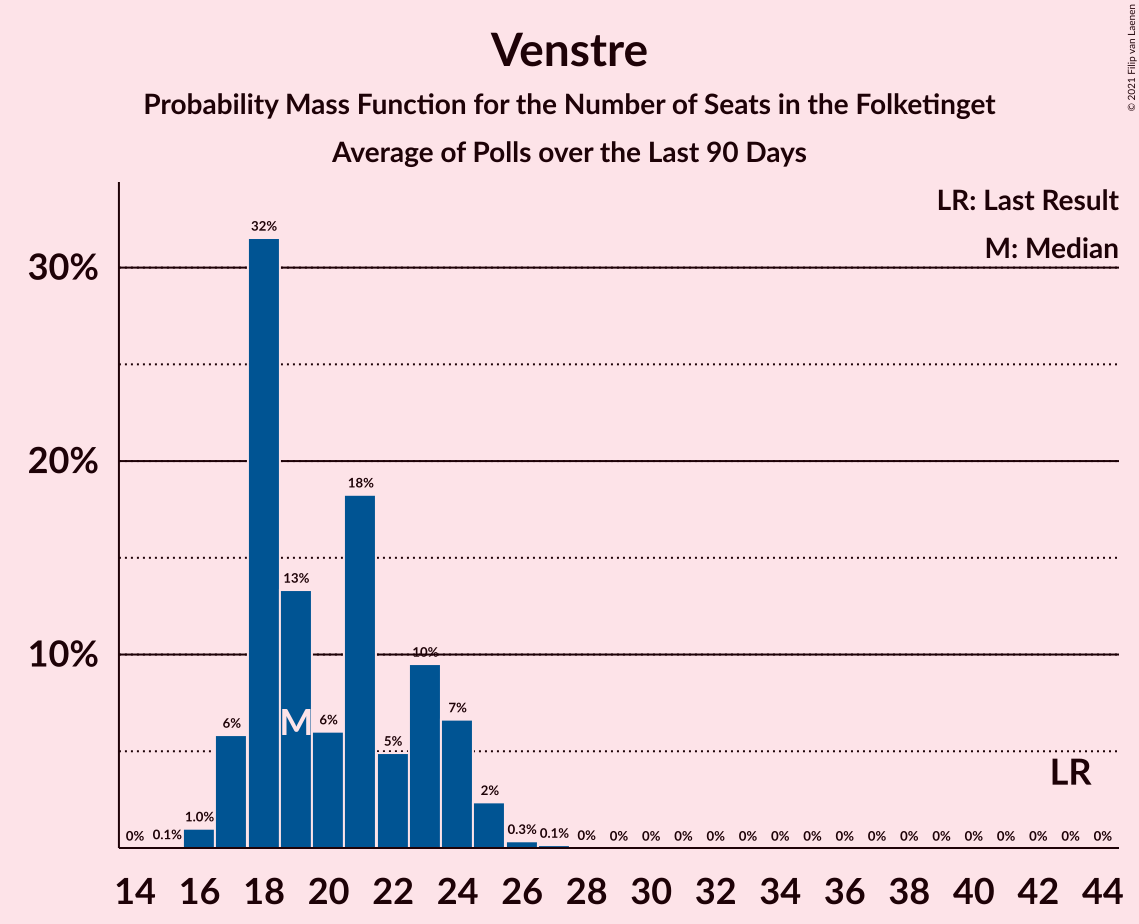 Venstre
Probability Mass Function for the Number of Seats in the Folketinget
Average of Polls over the Last 90 Days
© 2021 Filip van Laenen
LR: Last Result
M: Median
30%
20%
10%
0% 0.1% 1.0% 6% 32% 13% 6% 18% 5% 10% 7% 2% 0.3% 0.1% 0% 0% 0% 0% 0% 0% 0% 0% 0% 0% 0% 0% 0% 0% 0% 0% 0%
M
LR
14 16 18 20 22 24 26 28 30 32 34 36 38 40 42 44